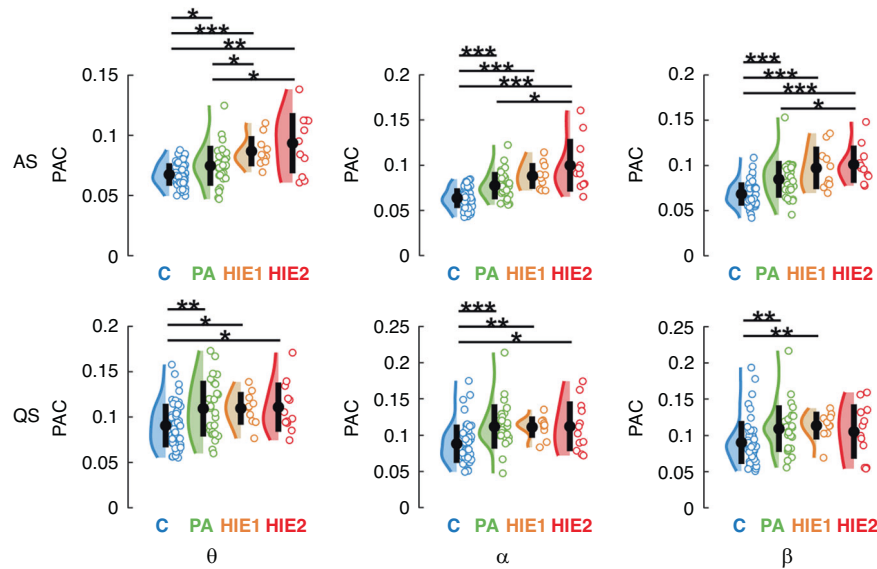 * *** ** * *
*** *** *** *
*** *** *** *
AS
PAC 0.15 0.1 0.05 0
PAC 0.2 0.15 0.1 0.05 0
PAC 0.2 0.15 0.1 0.05 0
C PA HIE1 HIE2
C PA HIE1 HIE2
C PA HIE1 HIE2
** * *
*** ** *
** **
QS
PAC 0.2 0.15 0.1 0.05 0
PAC 0.25 0.2 0.15 0.1 0.05 0
PAC 0.25 0.2 0.15 0.1 0.05 0
C PA HIE1 HIE2
C PA HIE1 HIE2
C PA HIE1 HIE2
θ α β